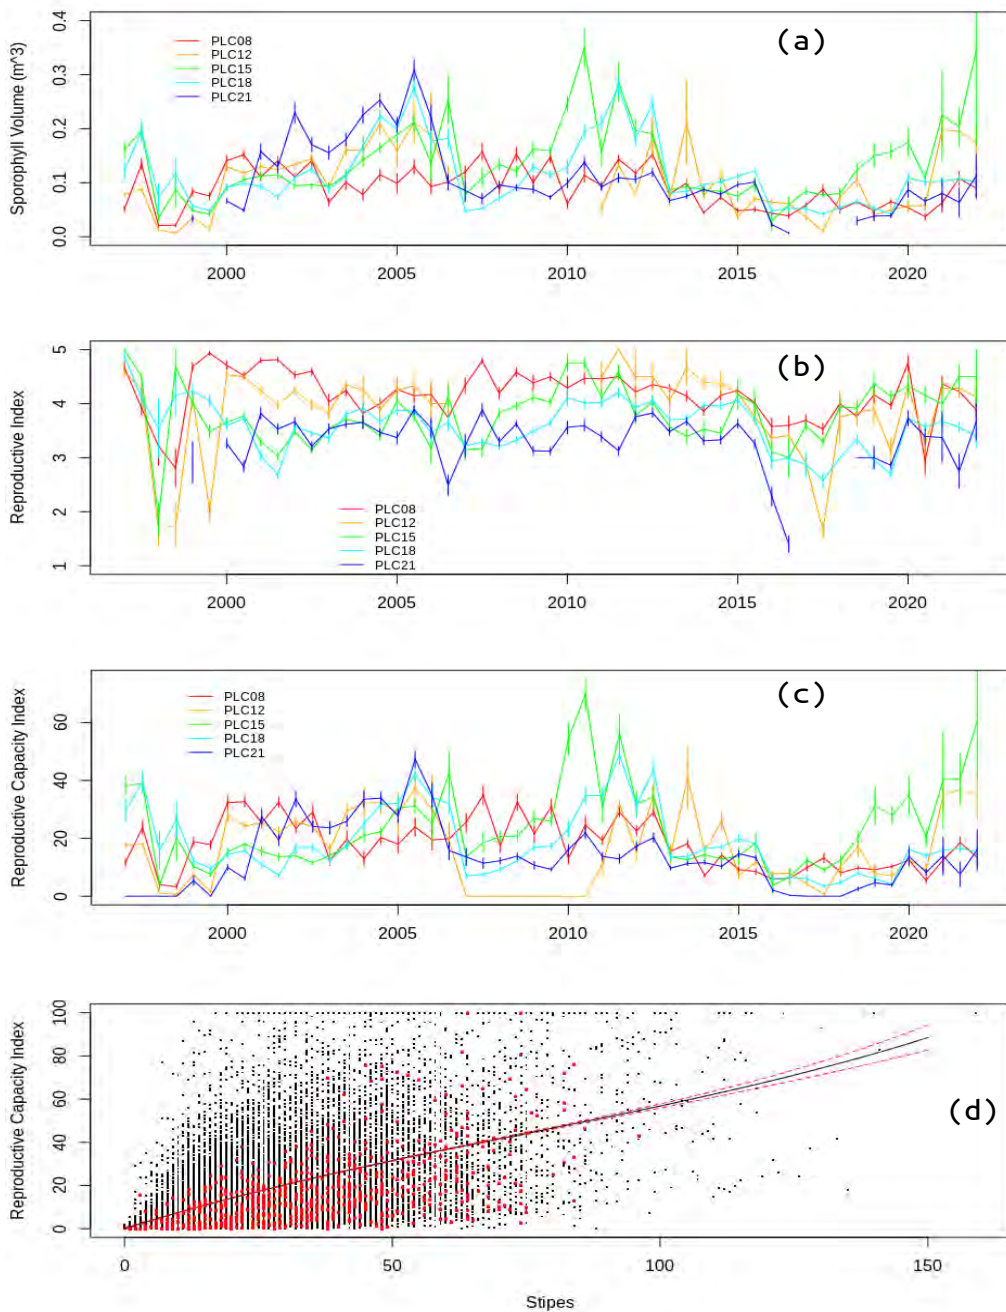 (a)
Sporophyll Volume (m^3)
0.4
0.3
0.2
0.1
0.0
PLC08
PLC12
PLC15
PLC18
PLC21
2000 2005 2010 2015 2020
(b)
Reproductive Index
5
4
3
2
1
PLC08
PLC12
PLC15
PLC18
PLC21
2000 2005 2010 2015 2020
(c)
Reproductive Capacity Index
60
40
20
0
PLC08
PLC12
PLC15
PLC18
PLC21
2000 2005 2010 2015 2020
(d)
Reproductive Capacity Index
100
80
60
40
20
0
0 50 100 150
Stipes